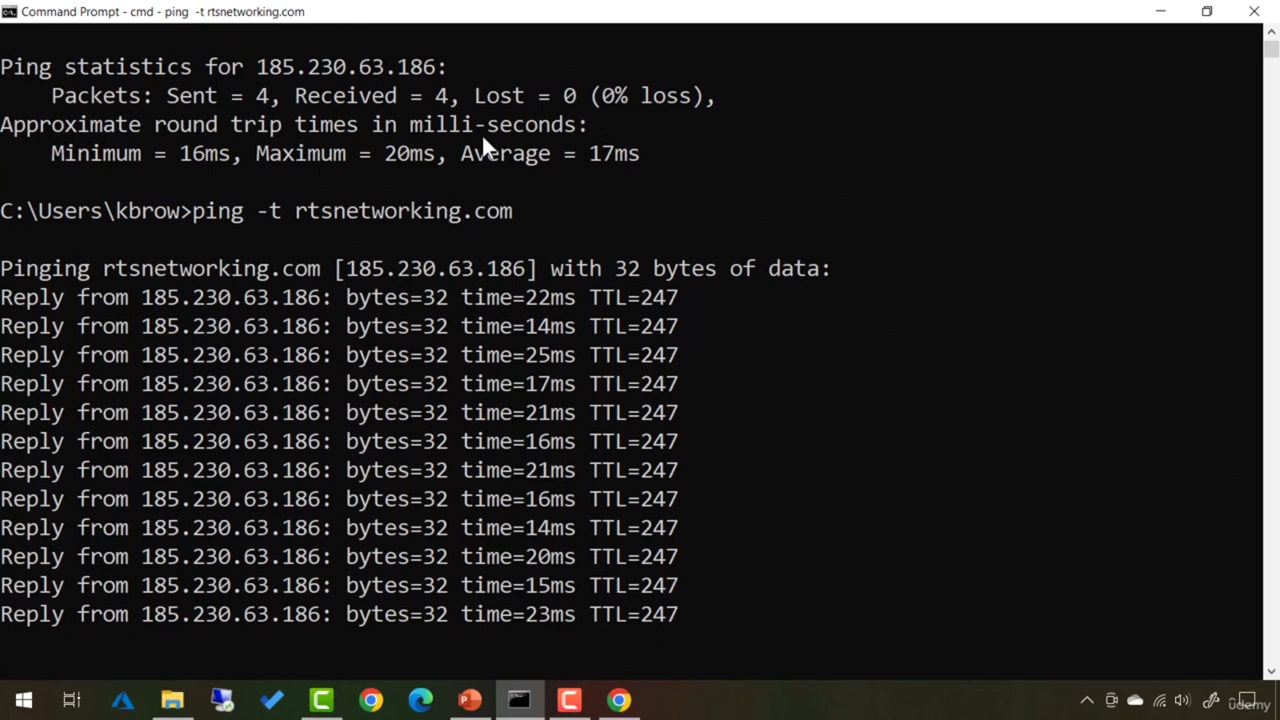 Command Prompt - cmd - ping -t rtsnetworking.com
Ping statistics for 185.230.63.186:
Packets: Sent = 4, Received = 4, Lost = 0 (0% loss),
Approximate round trip times in milli-seconds:
Minimum = 16ms, Maximum = 20ms, Average = 17ms
C:\Users\kbrow>ping -t rtsnetworking.com
Pinging rtsnetworking.com [185.230.63.186] with 32 bytes of data:
Reply from 185.230.63.186: bytes=32 time=22ms TTL=247
Reply from 185.230.63.186: bytes=32 time=14ms TTL=247
Reply from 185.230.63.186: bytes=32 time=25ms TTL=247
Reply from 185.230.63.186: bytes=32 time=17ms TTL=247
Reply from 185.230.63.186: bytes=32 time=21ms TTL=247
Reply from 185.230.63.186: bytes=32 time=16ms TTL=247
Reply from 185.230.63.186: bytes=32 time=21ms TTL=247
Reply from 185.230.63.186: bytes=32 time=16ms TTL=247
Reply from 185.230.63.186: bytes=32 time=14ms TTL=247
Reply from 185.230.63.186: bytes=32 time=20ms TTL=247
Reply from 185.230.63.186: bytes=32 time=15ms TTL=247
Reply from 185.230.63.186: bytes=32 time=23ms TTL=247
udemy